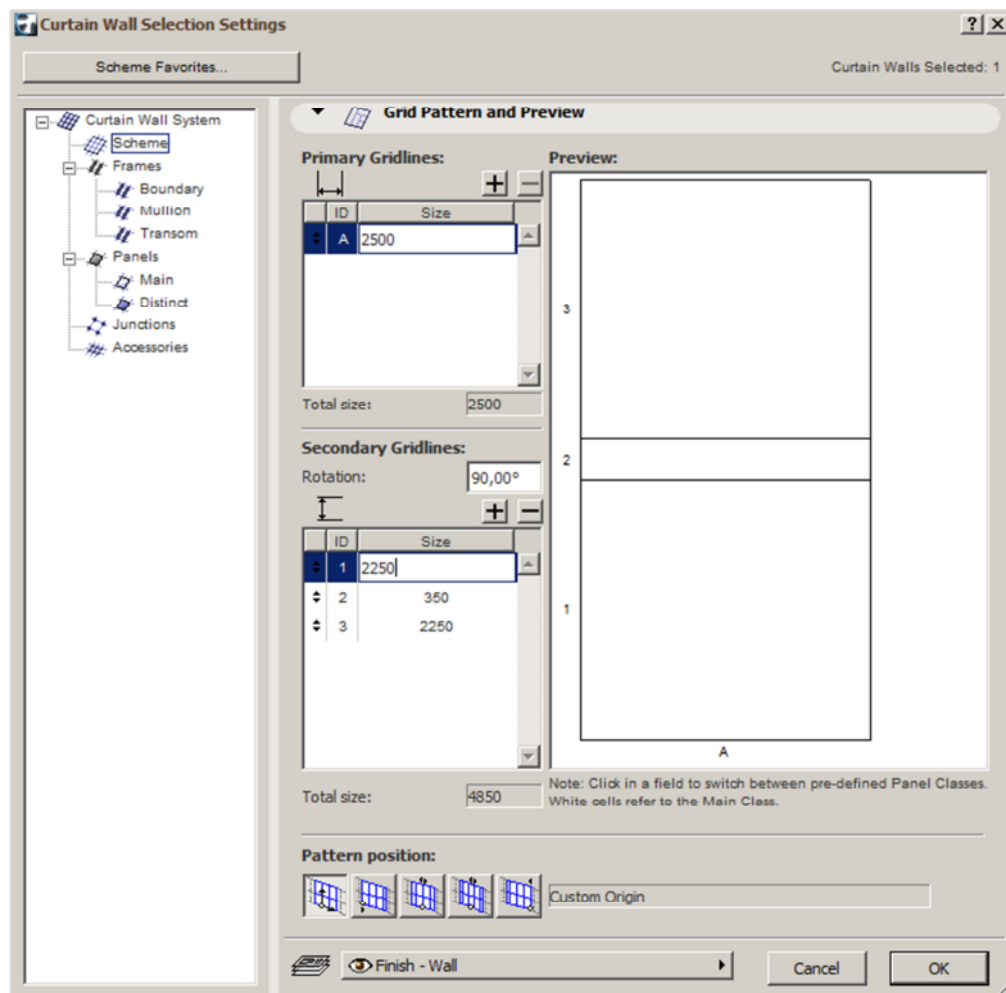 Curtain Wall Selection Settings
Scheme Favorites...
Curtain Walls Selected: 1
Curtain Wall System
Scheme
Frames
Boundary
Mullion
Transom
Panels
Main
Distinct
Junctions
Accessories
Grid Pattern and Preview
Primary Gridlines:
ID Size
A 2500
Total size: 2500
Secondary Gridlines:
Rotation: 90,00°
ID Size
1 2250
2 350
3 2250
Total size: 4850
Preview:
3
2
1
A
Note: Click in a field to switch between pre-defined Panel Classes.
White cells refer to the Main Class.
Pattern position:
Custom Origin
Finish - Wall
Cancel
OK